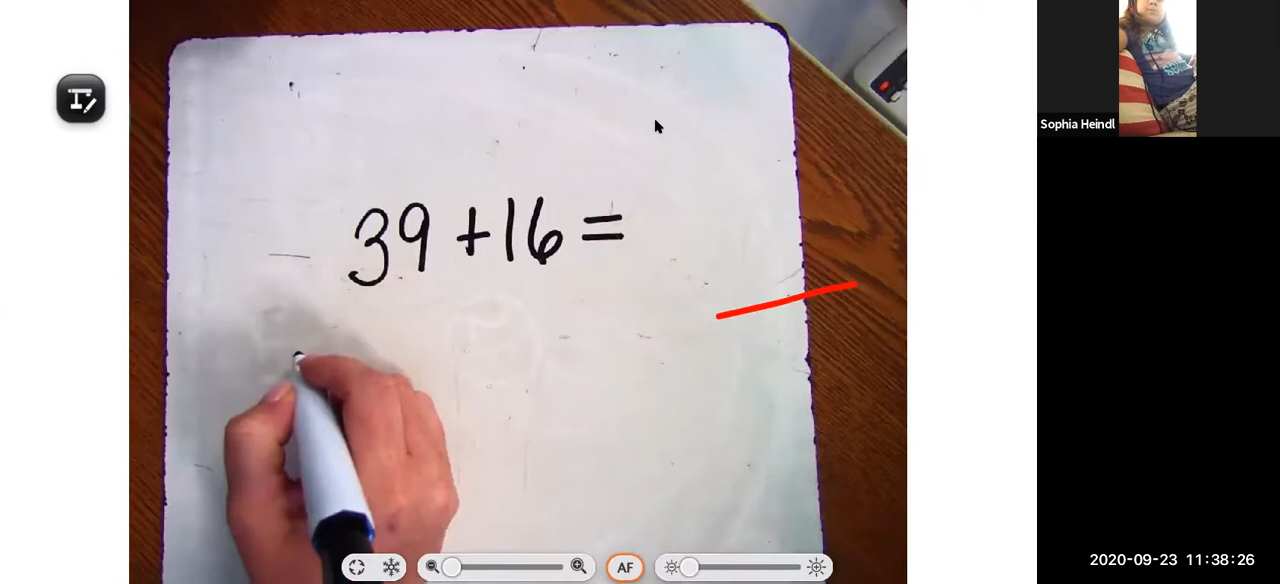 39 + 16 =
Sophia Heindl
AF
2020-09-23 11:38:26